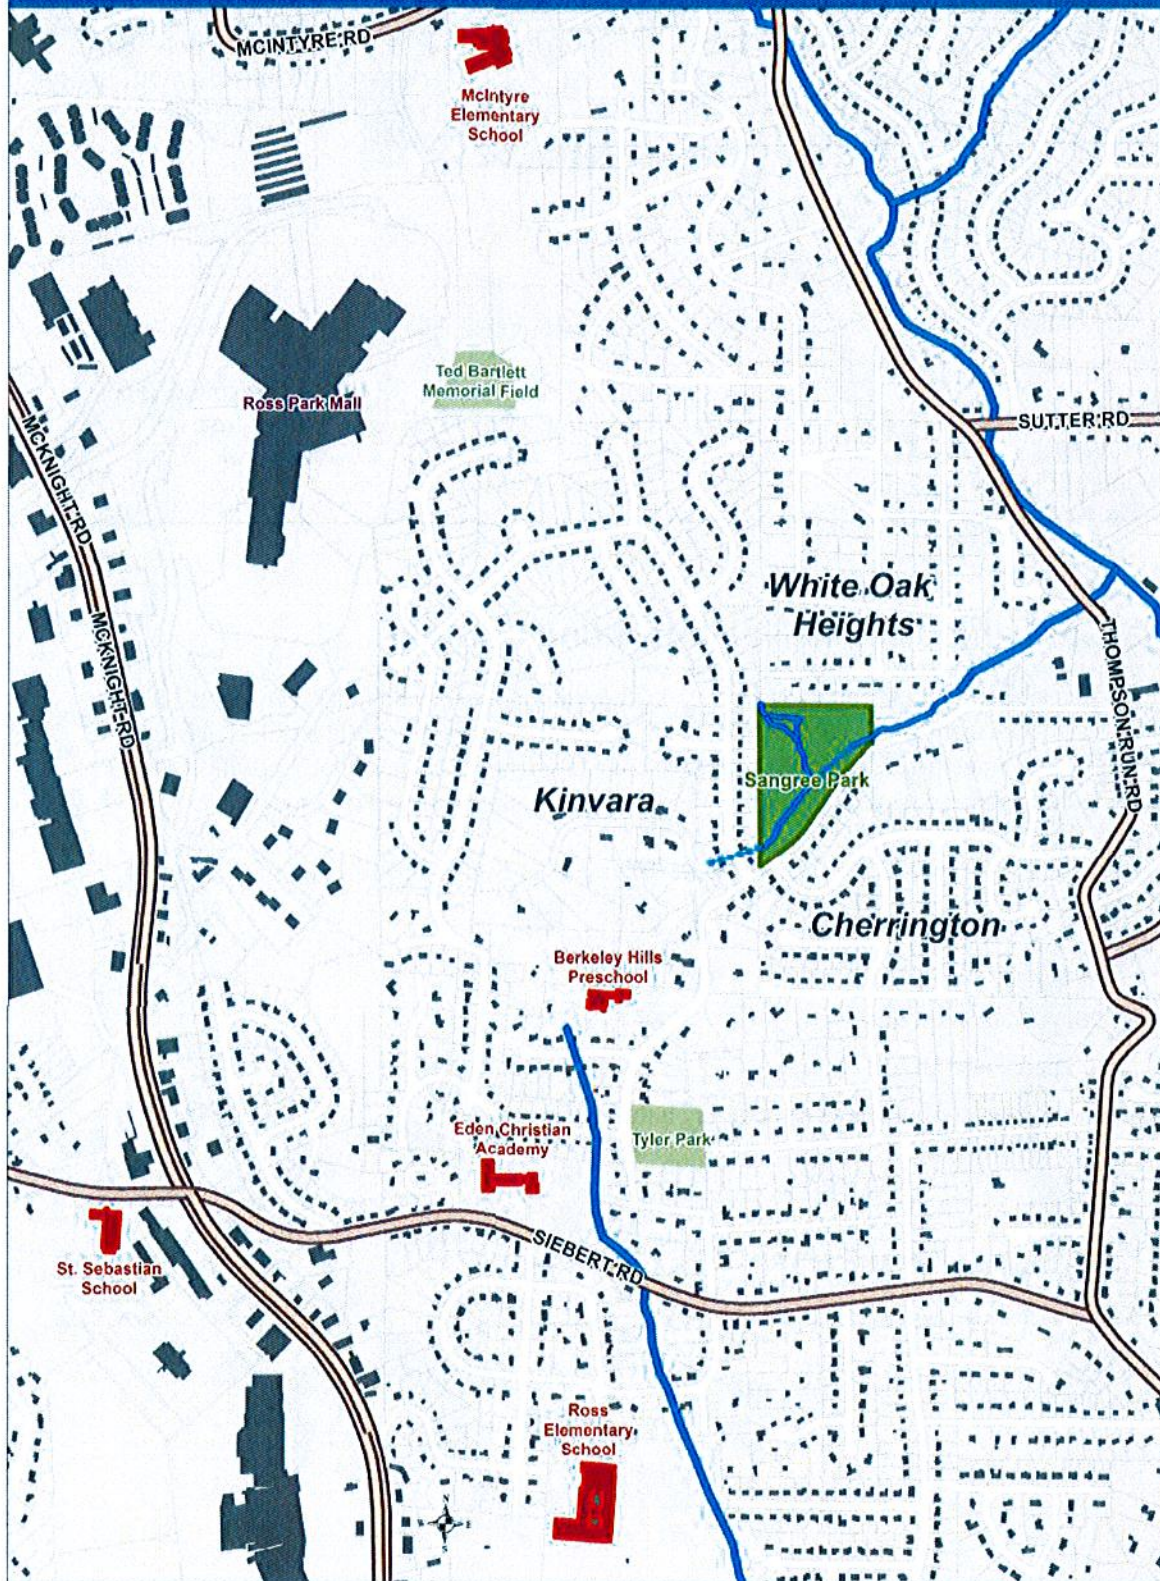 MCINTYRE RD
McIntyre
Elementary
School
Ted Bartlett
Memorial Field
Ross Park Mall
SUTTER RD
MCKNIGHT RD
White Oak
Heights
MCKNIGHT RD
THOMPSON RUN RD
Sangree Park
Kinvara
Cherrington
Berkeley Hills
Preschool
Eden Christian
Academy
Tyler Park
SIEBERT RD
St. Sebastian
School
Ross
Elementary
School